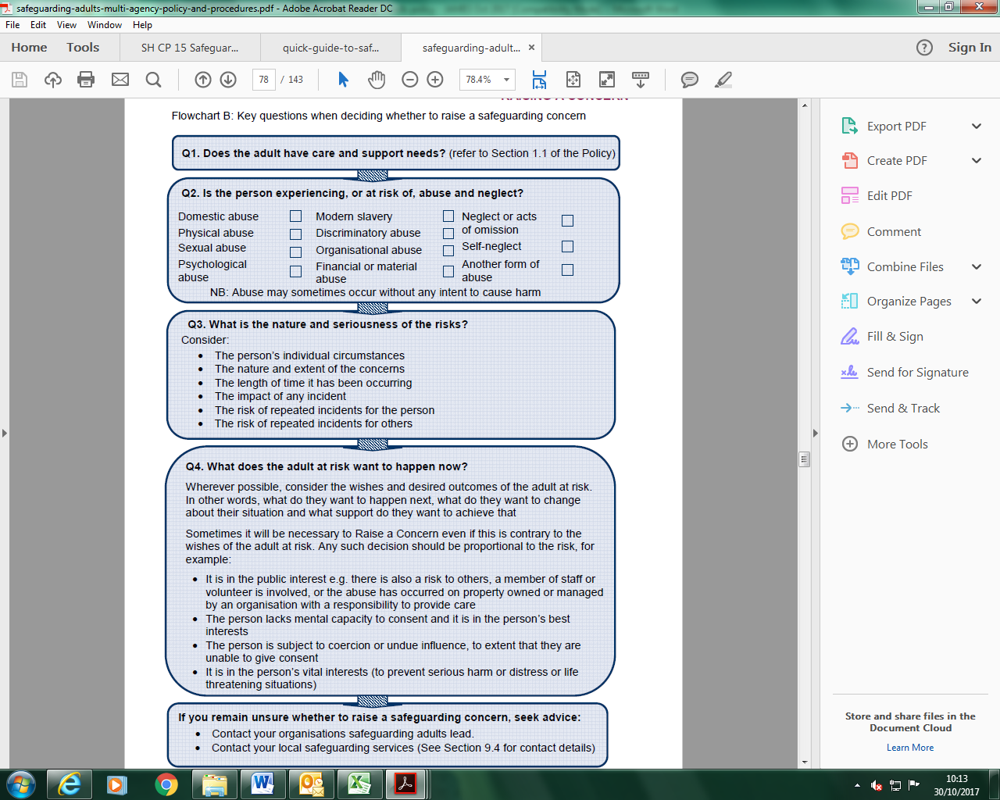 safeguarding-adults-multi-agency-policy-and-procedures.pdf - Adobe Acrobat Reader DC
File Edit View Window Help
Home Tools SH CP 15 Safeguar... quick-guide-to-saf... safeguarding-adult... × Sign In
78 / 143 78.4%
RAISING A CONCERN
Flowchart B: Key questions when deciding whether to raise a safeguarding concern
Q1. Does the adult have care and support needs? (refer to Section 1.1 of the Policy)
Q2. Is the person experiencing, or at risk of, abuse and neglect?
Domestic abuse
Physical abuse
Sexual abuse
Psychological
abuse
Modern slavery
Discriminatory abuse
Organisational abuse
Financial or material
abuse
Neglect or acts
of omission
Self-neglect
Another form of
abuse
NB: Abuse may sometimes occur without any intent to cause harm
Q3. What is the nature and seriousness of the risks?
Consider:
• The person's individual circumstances
• The nature and extent of the concerns
• The length of time it has been occurring
• The impact of any incident
• The risk of repeated incidents for the person
• The risk of repeated incidents for others
Q4. What does the adult at risk want to happen now?
Wherever possible, consider the wishes and desired outcomes of the adult at risk.
In other words, what do they want to happen next, what do they want to change
about their situation and what support do they want to achieve that
Sometimes it will be necessary to Raise a Concern even if this is contrary to the
wishes of the adult at risk. Any such decision should be proportional to the risk, for
example:
• It is in the public interest e.g. there is also a risk to others, a member of staff or
volunteer is involved, or the abuse has occurred on property owned or managed
by an organisation with a responsibility to provide care
• The person lacks mental capacity to consent and it is in the person's best
interests
• The person is subject to coercion or undue influence, to extent that they are
unable to give consent
• It is in the person's vital interests (to prevent serious harm or distress or life
threatening situations)
If you remain unsure whether to raise a safeguarding concern, seek advice:
• Contact your organisations safeguarding adults lead.
• Contact your local safeguarding services (See Section 9.4 for contact details)
Export PDF
Create PDF
Edit PDF
Comment
Combine Files
Organize Pages
Fill & Sign
Send for Signature
Send & Track
More Tools
Store and share files in the
Document Cloud
Learn More
10:13
30/10/2017